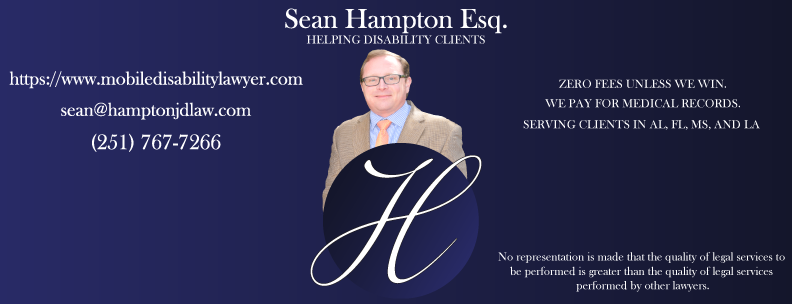 Sean Hampton Esq.
HELPING DISABILITY CLIENTS
https://www.mobiledisabilitylawyer.com
sean@hamptonjdlaw.com
(251) 767-7266
ZERO FEES UNLESS WE WIN.
WE PAY FOR MEDICAL RECORDS.
SERVING CLIENTS IN AL, FL, MS, AND LA
H
No representation is made that the quality of legal services to
be performed is greater than the quality of legal services
performed by other lawyers.